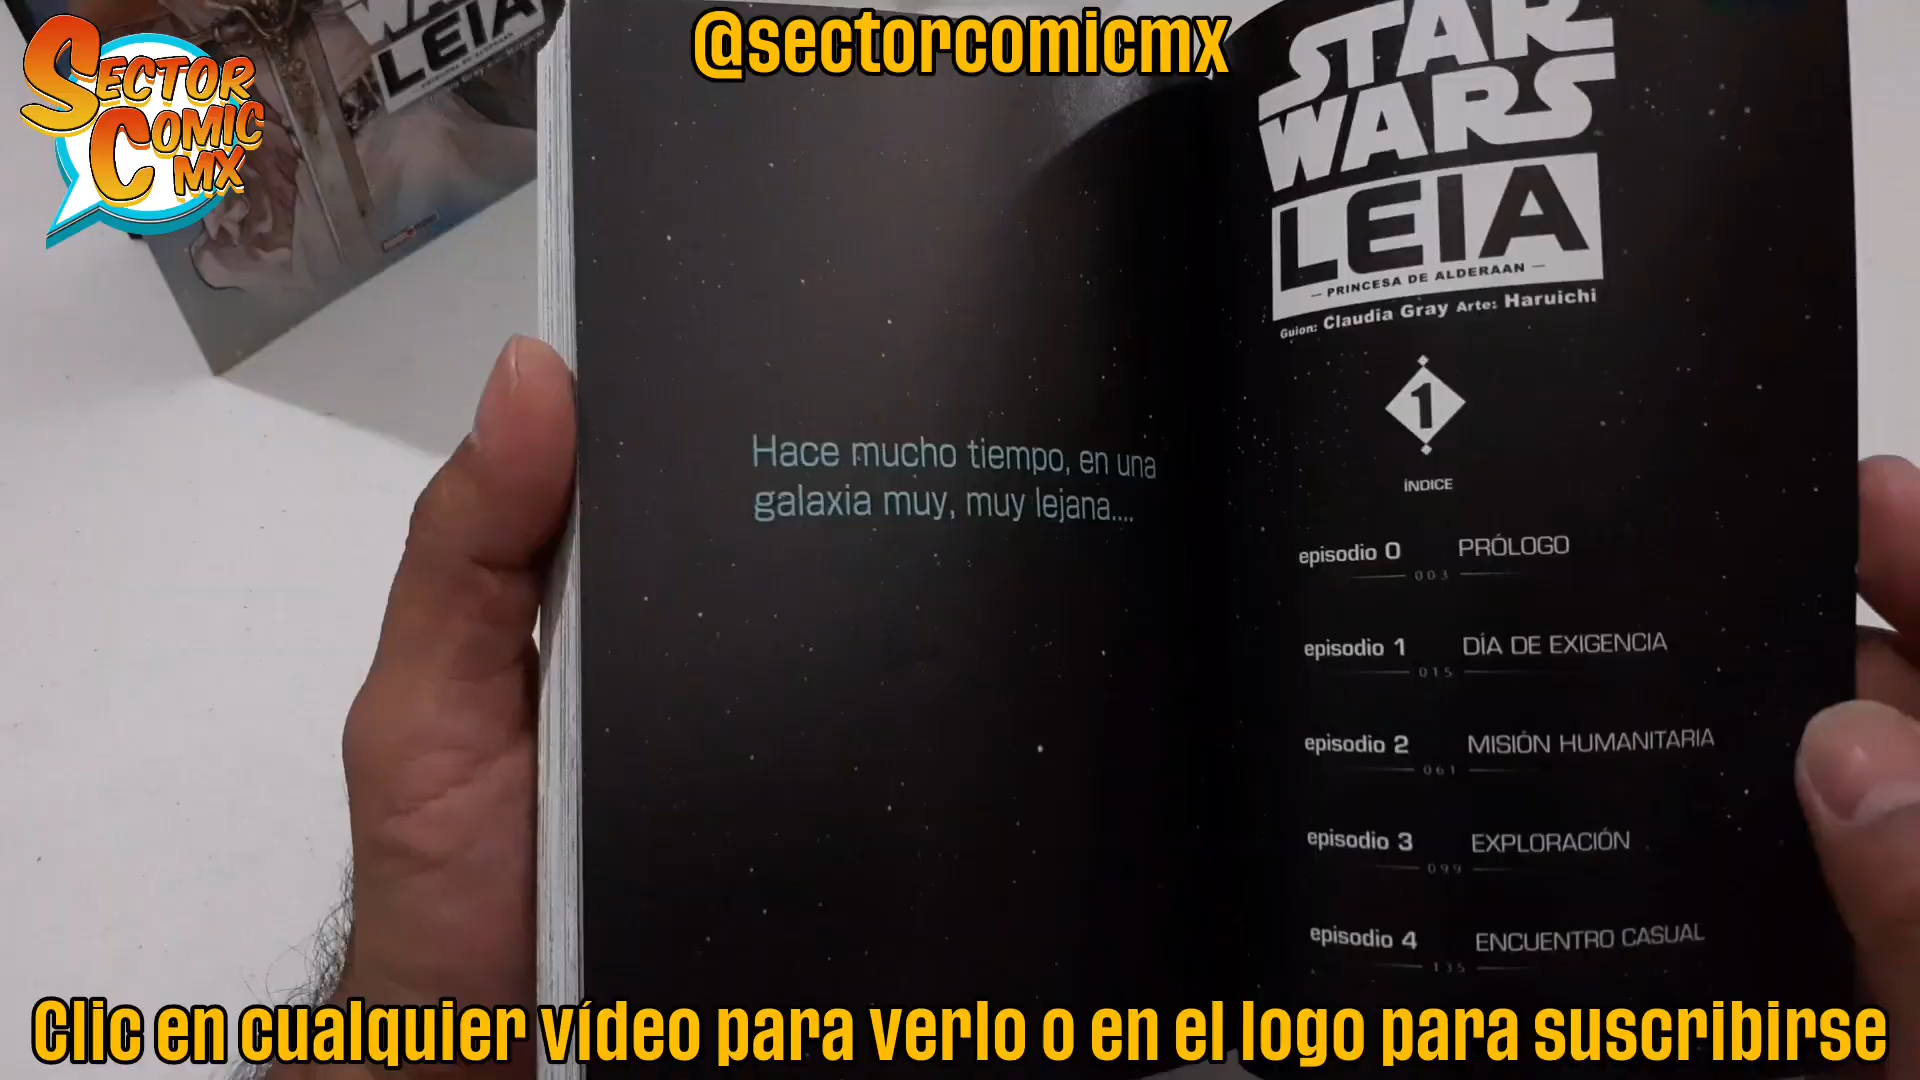 @sectorcomicmx
SECTOR
COMIC
MX
WARS
LEIA
STAR
WARS
LEIA
— PRINCESA DE ALDERAAN —
Guion: Claudia Gray Arte: Haruichi
1
ÍNDICE
Hace mucho tiempo, en una
galaxia muy, muy lejana....
episodio 0 PRÓLOGO
003
episodio 1 DÍA DE EXIGENCIA
015
episodio 2 MISIÓN HUMANITARIA
061
episodio 3 EXPLORACIÓN
099
episodio 4 ENCUENTRO CASUAL
135
Clic en cualquier vídeo para verlo o en el logo para suscribirse